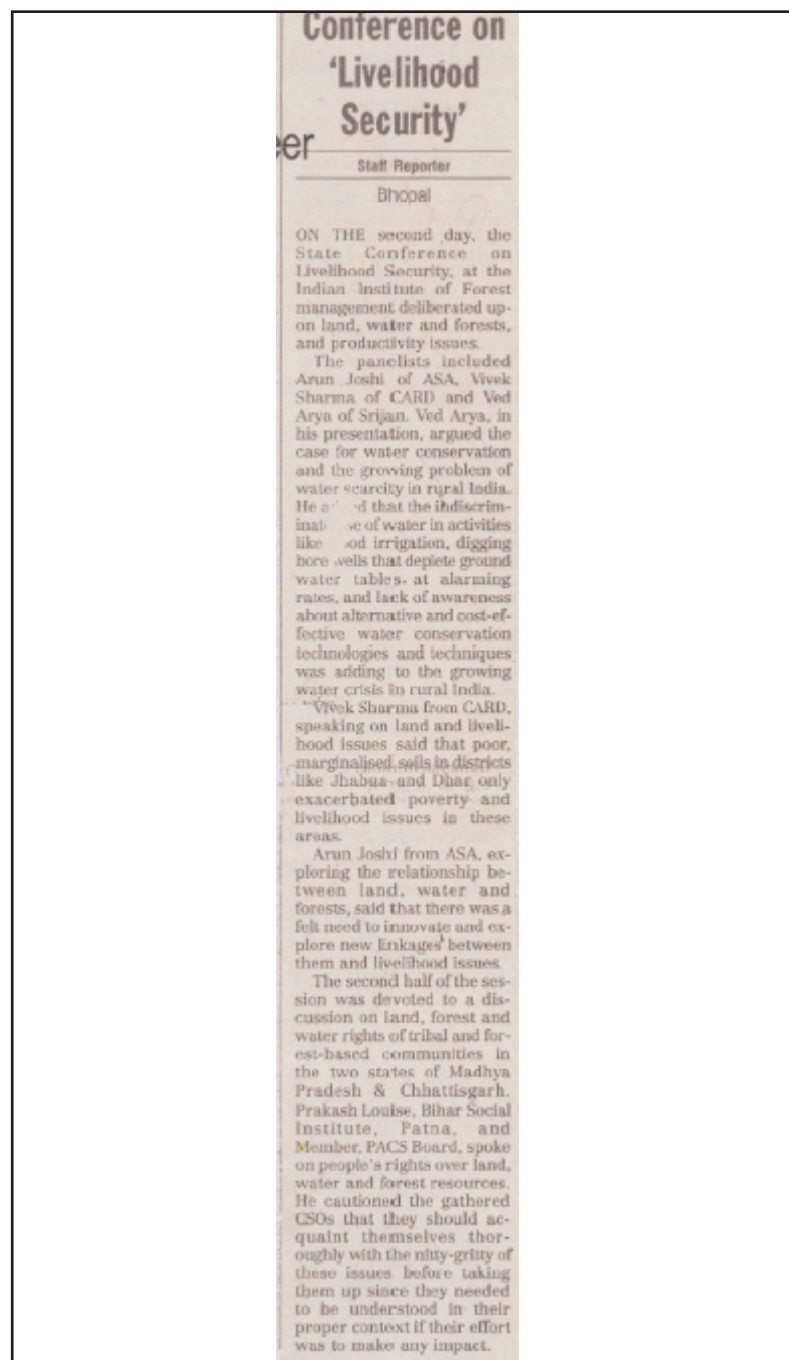 Conference on
'Livelihood
Security'
eer
Staff Reporter
Bhopal
ON THE second day, the
State Conference on
Livelihood Security, at the
Indian Institute of Forest
management deliberated up-
on land, water and forests,
and productivity issues.
The panelists included
Arun Joshi of ASA, Vivek
Sharma of CARD and Ved
Arya of Srijan. Ved Arya, in
his presentation, argued the
case for water conservation
and the growing problem of
water scarcity in rural India.
He that the indiscrim-
inat of water in activities
like od irrigation, digging
bore wells that deplete ground
water tables, at alarming
rates, and lack of awareness
about alternative and cost-ef-
fective water conservation
technologies and techniques
was adding to the growing
water crisis in rural India.
Vivek Sharma from CARD,
speaking on land and liveli-
hood issues said that poor,
marginalised soils in districts
like Jhabua and Dhar only
exacerbated poverty and
livelihood issues in these
areas.
Arun Joshi from ASA, ex-
ploring the relationship be-
tween land, water and
forests, said that there was a
felt need to innovate and ex-
plore new linkages between
them and livelihood issues.
The second half of the ses-
sion was devoted to a dis-
cussion on land, forest and
water rights of tribal and for-
est-based communities in
the two states of Madhya
Pradesh & Chhattisgarh.
Prakash Louise, Bihar Social
Institute, Patna, and
Member, PACS Board, spoke
on people's rights over land,
water and forest resources.
He cautioned the gathered
CSOs that they should ac-
quaint themselves thor-
oughly with the nitty-gritty of
these issues before taking
them up since they needed
to be understood in their
proper context if their effort
was to make any impact.